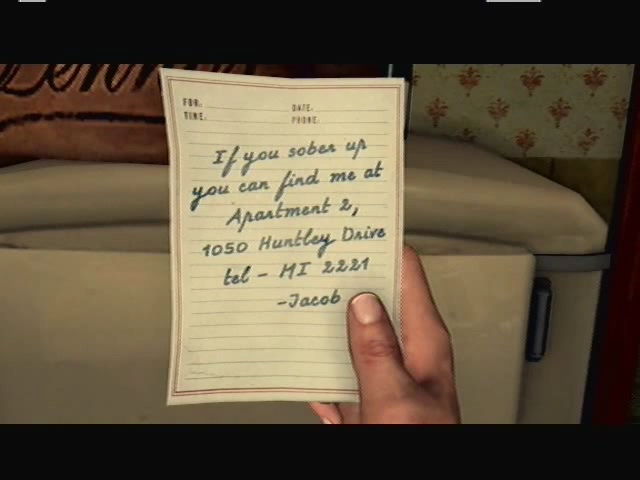 FOR.
DATE.
TIME.
PHONE.
If you sober up
you can find me at
Apartment 2,
1050 Huntley Drive
tel - MI 2221
-Jacob